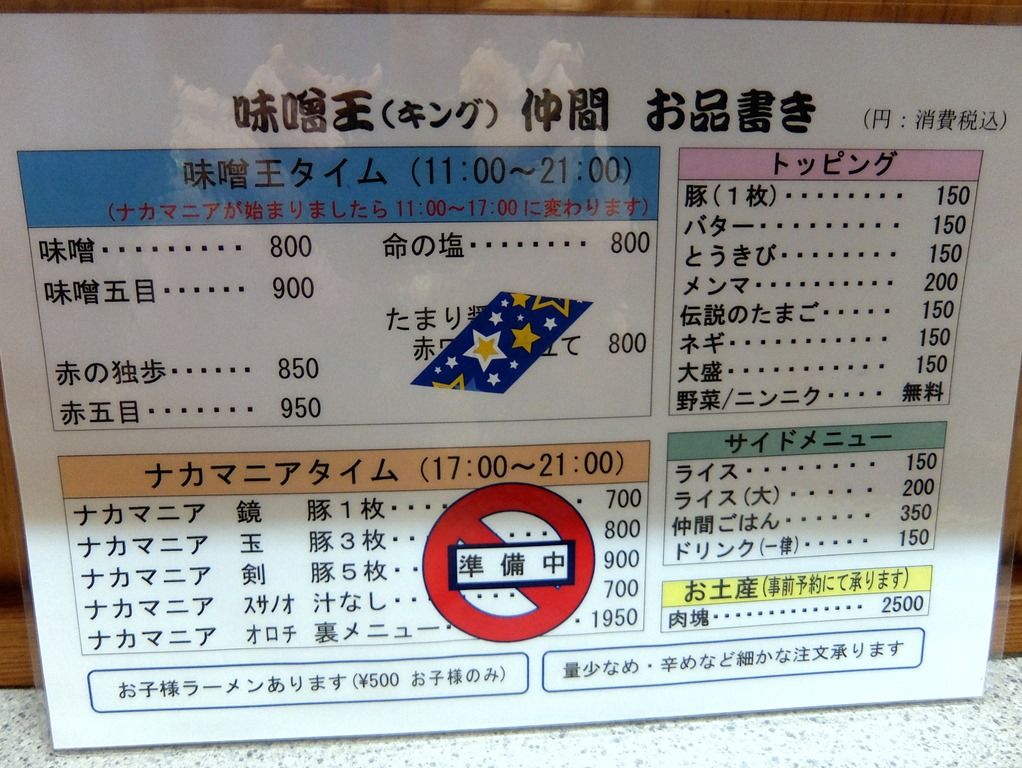 味噌王(キング) 仲間 お品書き (円:消費税込)
味噌王タイム (11:00～21:00)
(ナカマニアが始まりましたら 11:00～17:00 に変わります)
味噌・・・・・・・・・ 800
味噌五目・・・・・・ 900
赤の独歩・・・・・・ 850
赤五目・・・・・・・ 950
命の塩・・・・・・・・ 800
たまり
赤 て 800
ナカマニアタイム (17:00～21:00)
ナカマニア 鏡 豚1枚・・・・ 700
ナカマニア 玉 豚3枚・・ 800
ナカマニア 剣 豚5枚・・ 900
ナカマニア スサノオ 汁なし・・ 700
ナカマニア オロチ 裏メニュー・ ・1950
準備中
お子様ラーメンあります(¥500 お子様のみ)
トッピング
豚(1枚)・・・・・・・・ 150
バター・・・・・・・・・ 150
とうきび・・・・・・・・ 150
メンマ・・・・・・・・・ 200
伝説のたまご・・・・・ 150
ネギ・・・・・・・・・・・ 150
大盛・・・・・・・・・・・ 150
野菜/ニンニク・・・・ 無料
サイドメニュー
ライス・・・・・・・・・ 150
ライス(大)・・・・・・ 200
仲間ごはん・・・・・・ 350
ドリンク(一律)・・・・・ 150
お土産(事前予約にて承ります)
肉塊・・・・・・・・・・・・ 2500
量少なめ・辛めなど細かな注文承ります